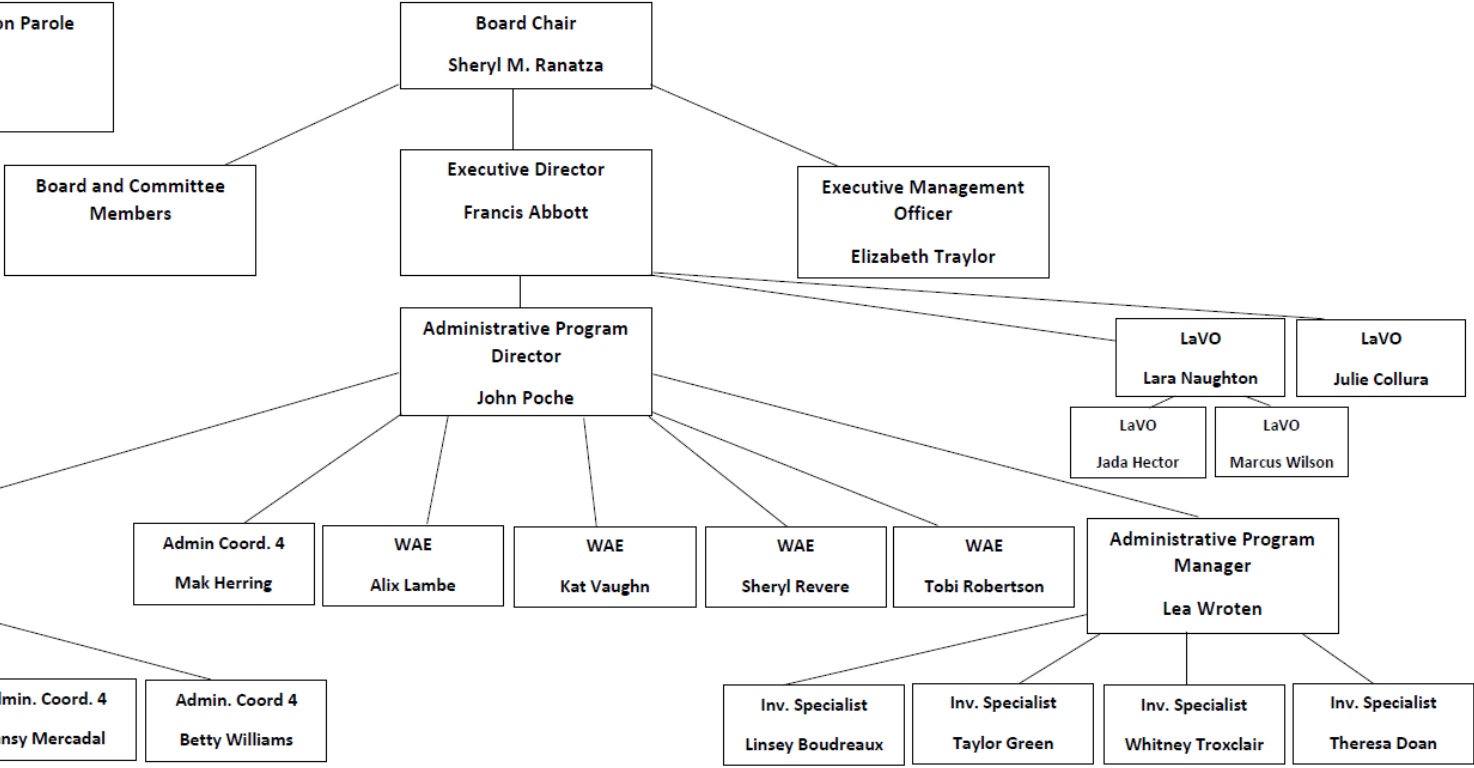 on Parole
Board Chair
Sheryl M. Ranatza
Board and Committee
Members
Executive Director
Francis Abbott
Executive Management
Officer
Elizabeth Traylor
Administrative Program
Director
John Poche
LaVO
Lara Naughton
LaVO
Julie Collura
LaVO
Jada Hector
LaVO
Marcus Wilson
Admin Coord. 4
Mak Herring
WAE
Alix Lambe
WAE
Kat Vaughn
WAE
Sheryl Revere
WAE
Tobi Robertson
Administrative Program
Manager
Lea Wroten
Coord. 4
Mercadal
Admin. Coord 4
Betty Williams
Inv. Specialist
Linsey Boudreaux
Inv. Specialist
Taylor Green
Inv. Specialist
Whitney Troxclair
Inv. Specialist
Theresa Doan